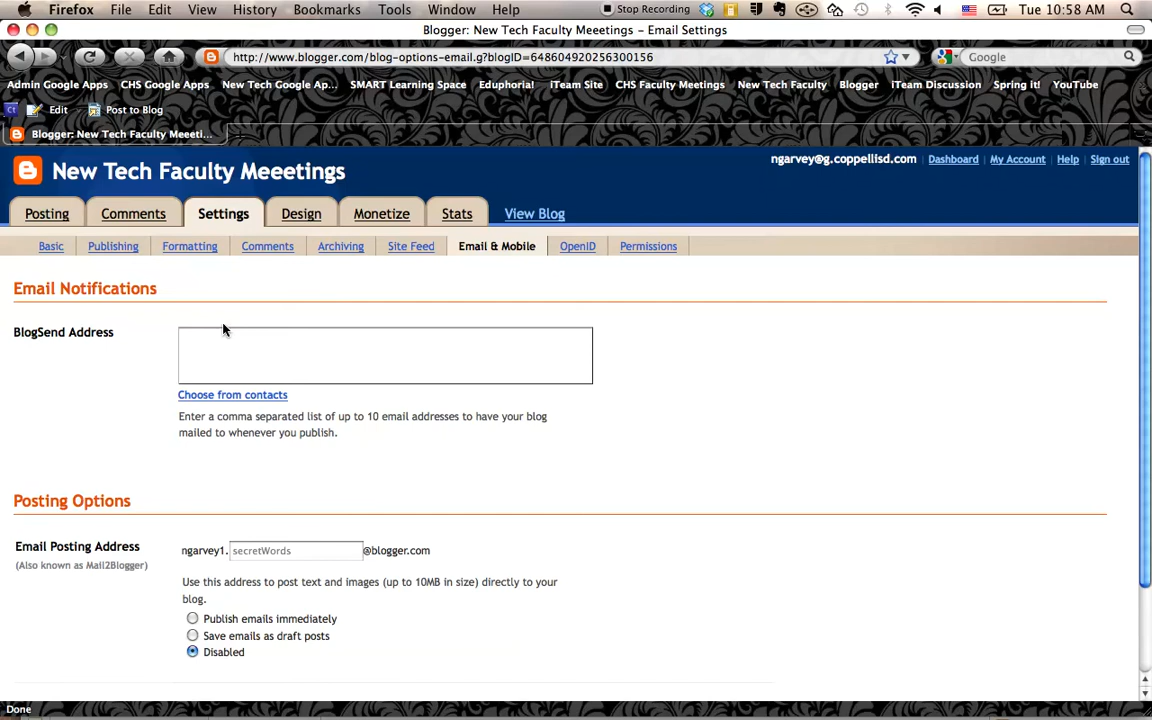 Firefox File Edit View History Bookmarks Tools Window Help Stop Recording Tue 10:58 AM
Blogger: New Tech Faculty Meeetings – Email Settings
http://www.blogger.com/blog-options-email.g?blogID=648604920256300156 Google
Admin Google Apps CHS Google Apps New Tech Google Ap... SMART Learning Space Eduphoria! iTeam Site CHS Faculty Meetings New Tech Faculty Blogger iTeam Discussion Spring it! YouTube
Ct Edit Post to Blog
Blogger: New Tech Faculty Meeeti...
ngarvey@g.coppellisd.com Dashboard My Account Help Sign out
New Tech Faculty Meeetings
Posting Comments Settings Design Monetize Stats View Blog
Basic Publishing Formatting Comments Archiving Site Feed Email & Mobile OpenID Permissions
Email Notifications
BlogSend Address
Choose from contacts
Enter a comma separated list of up to 10 email addresses to have your blog
mailed to whenever you publish.
Posting Options
Email Posting Address ngarvey1. secretWords @blogger.com
(Also known as Mail2Blogger)
Use this address to post text and images (up to 10MB in size) directly to your
blog.
Publish emails immediately
Save emails as draft posts
Disabled
Done